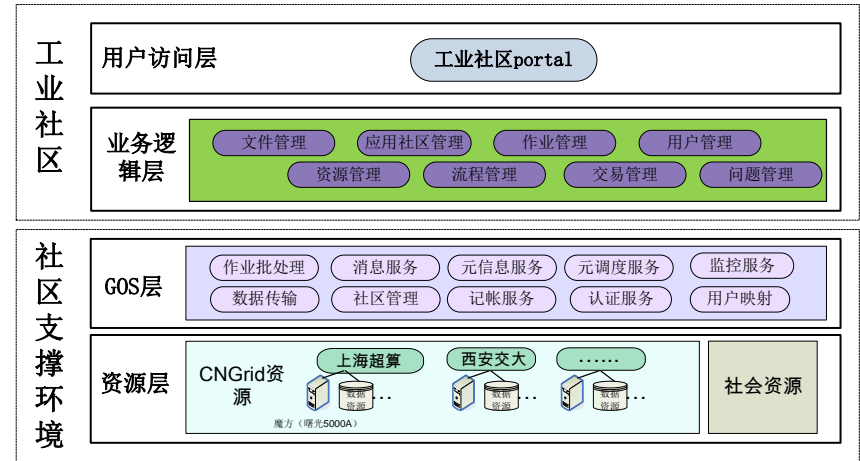 工业社区
用户访问层
工业社区portal
业务逻
辑层
文件管理
应用社区管理
作业管理
用户管理
资源管理
流程管理
交易管理
问题管理
社区支撑环境
GOS层
作业批处理
消息服务
元信息服务
元调度服务
监控服务
数据传输
社区管理
记帐服务
认证服务
用户映射
资源层
CNGrid资
源
上海超算
西安交大
……
数据
资源
...
数据
资源
...
数据
资源
...
魔方（曙光5000A）
社会资源